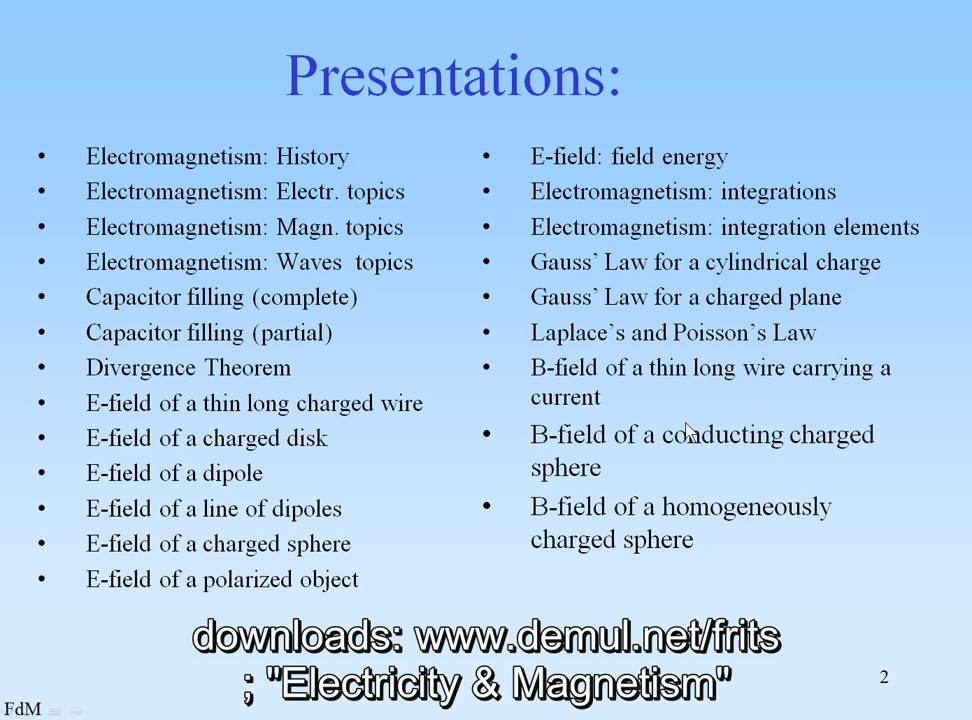 Presentations:
Electromagnetism: History
Electromagnetism: Electr. topics
Electromagnetism: Magn. topics
Electromagnetism: Waves  topics
Capacitor filling (complete)
Capacitor filling (partial)
Divergence Theorem
E-field of a thin long charged wire
E-field of a charged disk
E-field of a dipole
E-field of a line of dipoles
E-field of a charged sphere
E-field of a polarized object
E-field: field energy
Electromagnetism: integrations
Electromagnetism: integration elements
Gauss’ Law for a cylindrical charge
Gauss’ Law for a charged plane
Laplace’s and Poisson’s Law
B-field of a thin long wire carrying a
current
B-field of a conducting charged
sphere
B-field of a homogeneously
charged sphere
downloads: www.demul.net/frits
; "Electricity & Magnetism"
2
FdM